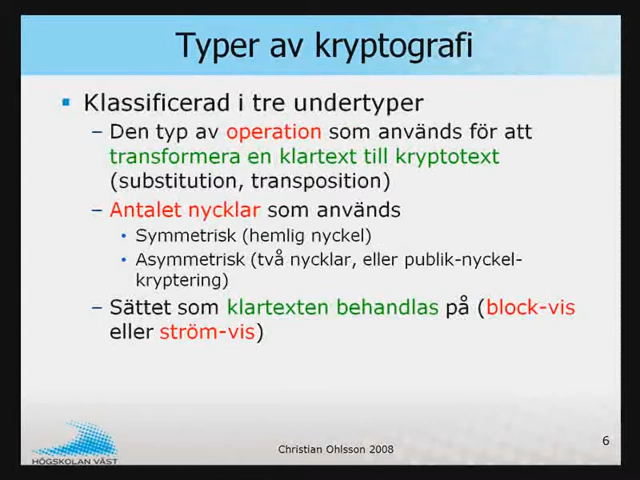 Typer av kryptografi
Klassificerad i tre undertyper
– Den typ av operation som används för att
transformera en klartext till kryptotext
(substitution, transposition)
– Antalet nycklar som används
• Symmetrisk (hemlig nyckel)
• Asymmetrisk (två nycklar, eller publik-nyckel-
kryptering)
– Sättet som klartexten behandlas på (block-vis
eller ström-vis)
HÖGSKOLAN VÄST
Christian Ohlsson 2008
6